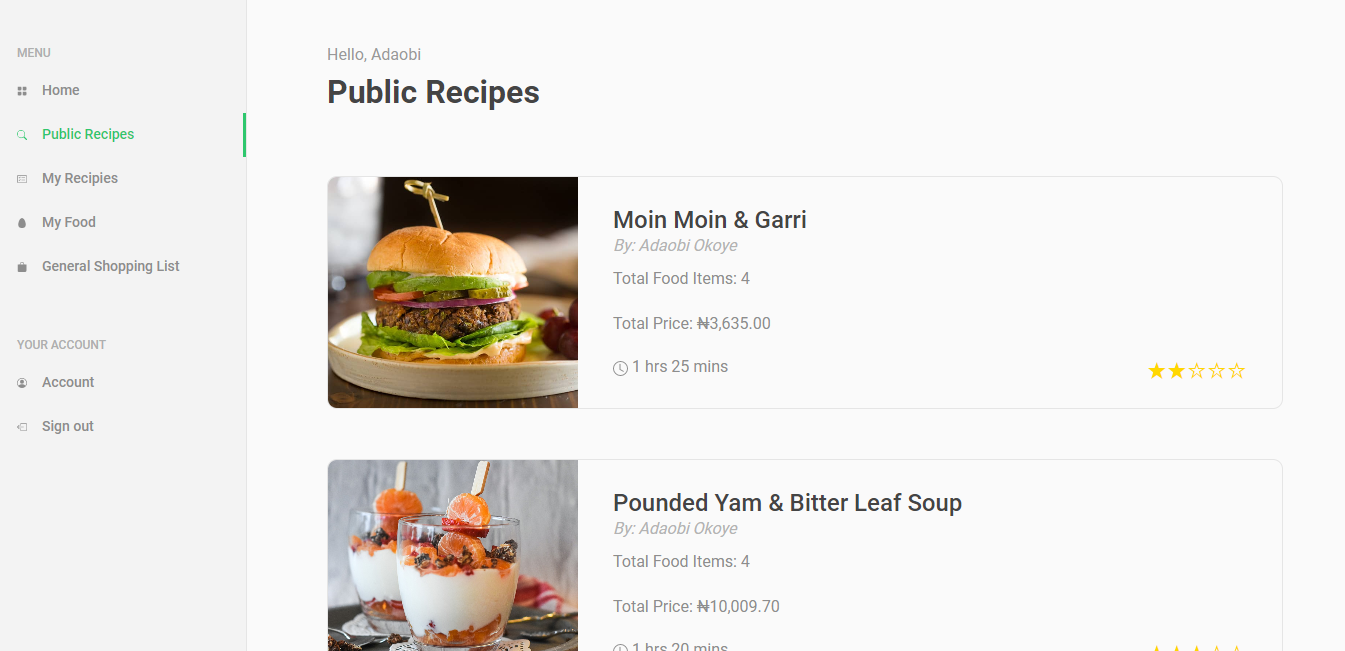 MENU
Home
Public Recipes
My Recipies
My Food
General Shopping List
YOUR ACCOUNT
Account
Sign out
Hello, Adaobi
Public Recipes
Moin Moin & Garri
By: Adaobi Okoye
Total Food Items: 4
Total Price: ₦3,635.00
1 hrs 25 mins
Pounded Yam & Bitter Leaf Soup
By: Adaobi Okoye
Total Food Items: 4
Total Price: ₦10,009.70
1 hrs 20 mins